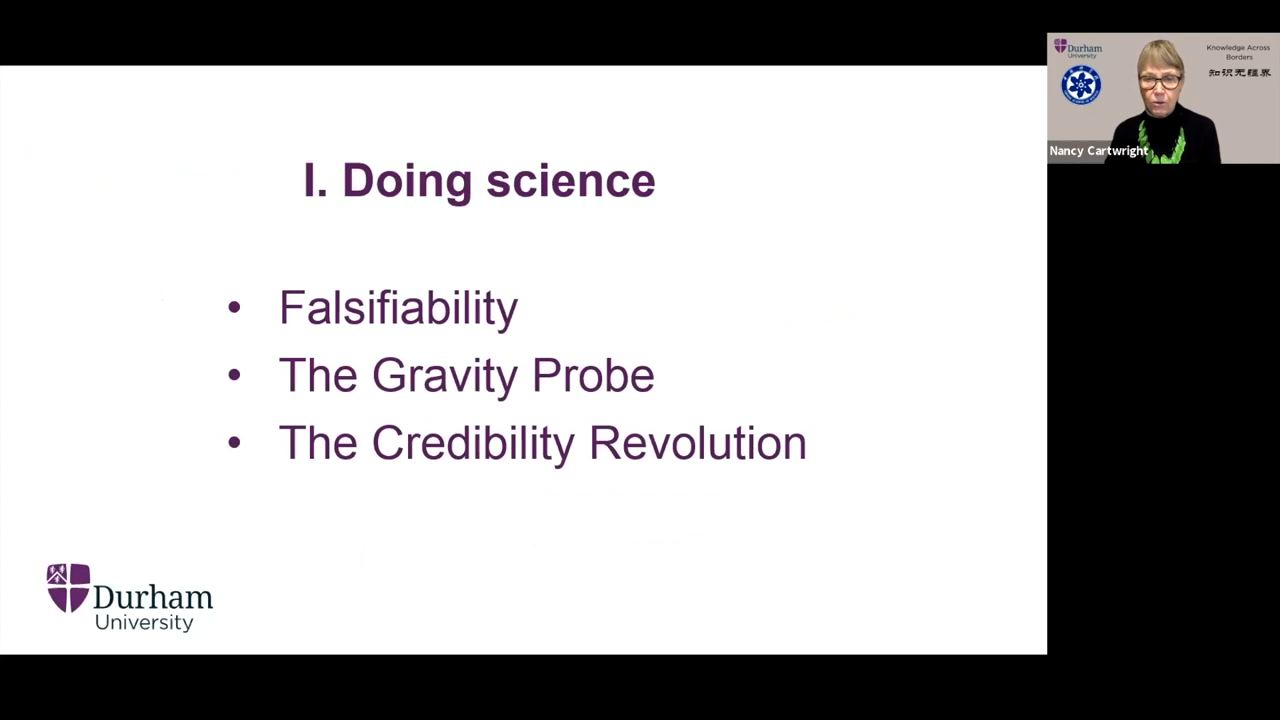 I. Doing science
• Falsifiability
• The Gravity Probe
• The Credibility Revolution
Durham
University
Durham
University
Knowledge Across
Borders
知识无疆界
Nancy Cartwright